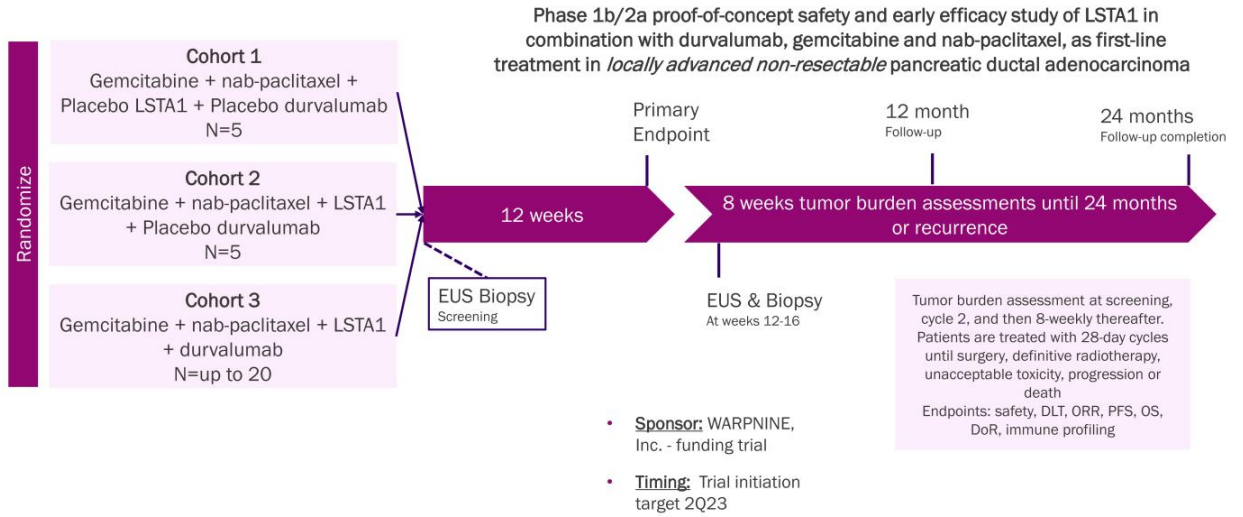 Phase 1b/2a proof-of-concept safety and early efficacy study of LSTA1 in
combination with durvalumab, gemcitabine and nab-paclitaxel, as first-line
treatment in locally advanced non-resectable pancreatic ductal adenocarcinoma
Randomize
Cohort 1
Gemcitabine + nab-paclitaxel +
Placebo LSTA1 + Placebo durvalumab
N=5
Cohort 2
Gemcitabine + nab-paclitaxel + LSTA1
+ Placebo durvalumab
N=5
Cohort 3
Gemcitabine + nab-paclitaxel + LSTA1
+ durvalumab
N=up to 20
Primary
Endpoint
12 month
Follow-up
24 months
Follow-up completion
12 weeks
8 weeks tumor burden assessments until 24 months
or recurrence
EUS Biopsy
Screening
EUS & Biopsy
At weeks 12-16
Tumor burden assessment at screening,
cycle 2, and then 8-weekly thereafter.
Patients are treated with 28-day cycles
until surgery, definitive radiotherapy,
unacceptable toxicity, progression or
death
Endpoints: safety, DLT, ORR, PFS, OS,
DoR, immune profiling
• Sponsor: WARPNINE,
Inc. - funding trial
• Timing: Trial initiation
target 2Q23